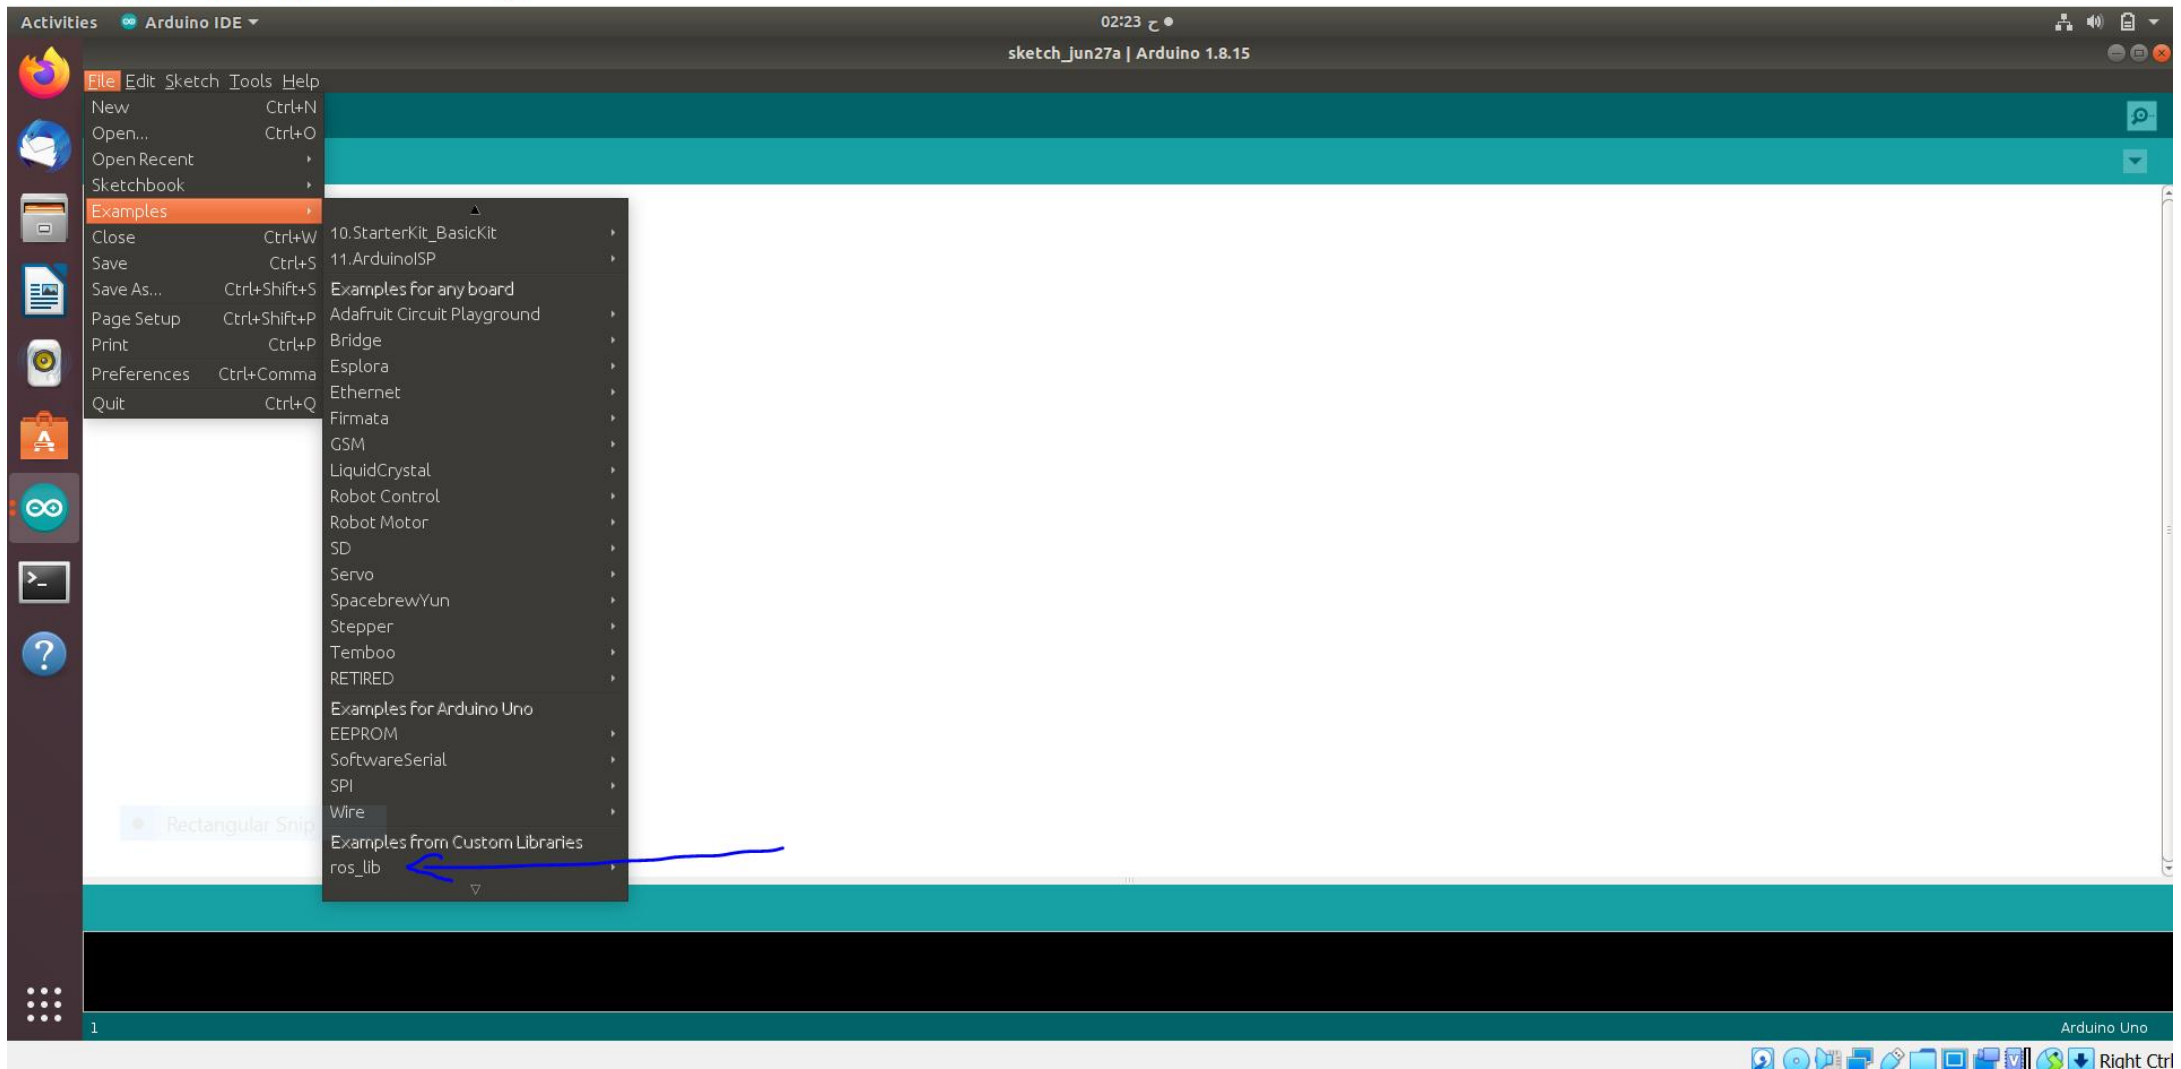 Activities Arduino IDE
02:23 ح
sketch_jun27a | Arduino 1.8.15
File Edit Sketch Tools Help
New Ctrl+N
Open... Ctrl+O
Open Recent
Sketchbook
Examples
Close Ctrl+W
Save Ctrl+S
Save As... Ctrl+Shift+S
Page Setup Ctrl+Shift+P
Print Ctrl+P
Preferences Ctrl+Comma
Quit Ctrl+Q
10.StarterKit_BasicKit
11.ArduinoISP
Examples for any board
Adafruit Circuit Playground
Bridge
Esplora
Ethernet
Firmata
GSM
LiquidCrystal
Robot Control
Robot Motor
SD
Servo
SpacebrewYun
Stepper
Temboo
RETIRED
Examples for Arduino Uno
EEPROM
SoftwareSerial
SPI
Wire
Rectangular Snip
Examples from Custom Libraries
ros_lib
1
Arduino Uno
Right Ctrl